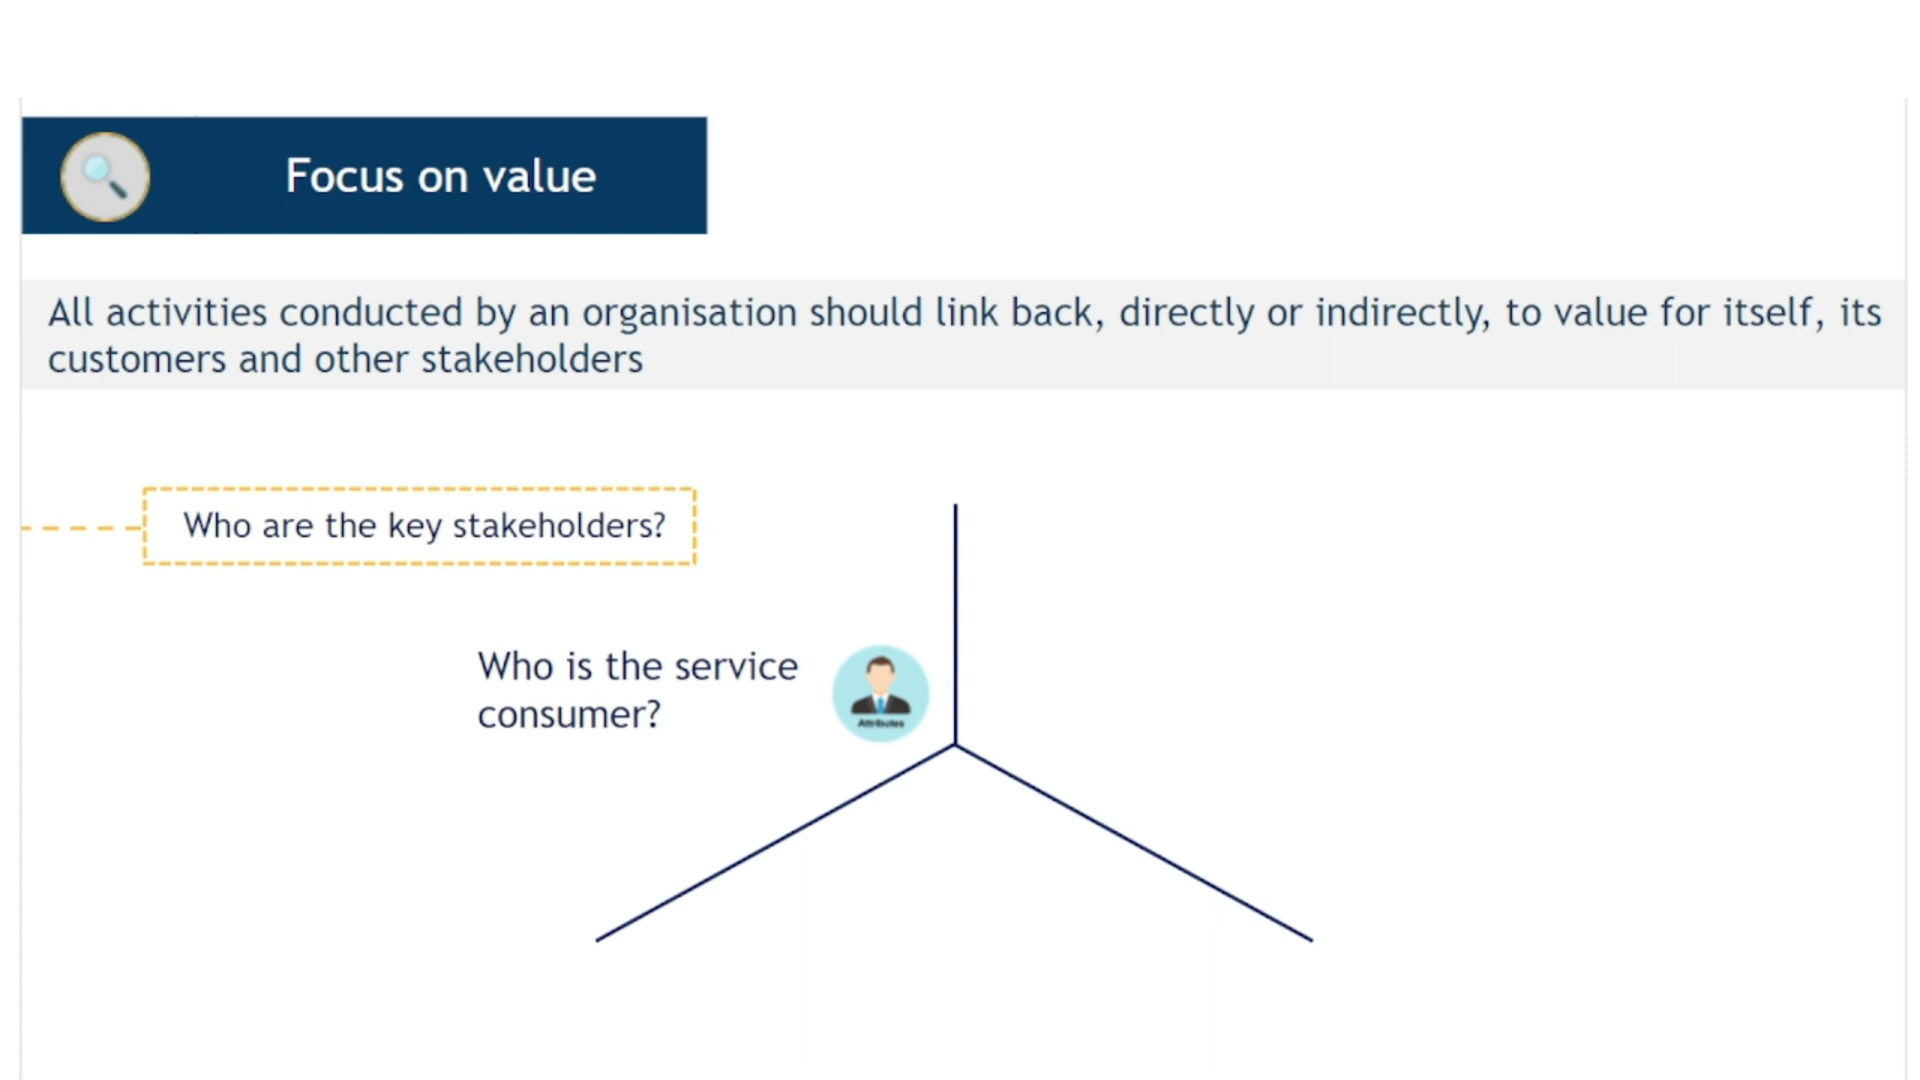 Focus on value
All activities conducted by an organisation should link back, directly or indirectly, to value for itself, its
customers and other stakeholders
Who are the key stakeholders?
Who is the service
consumer?
Attributes